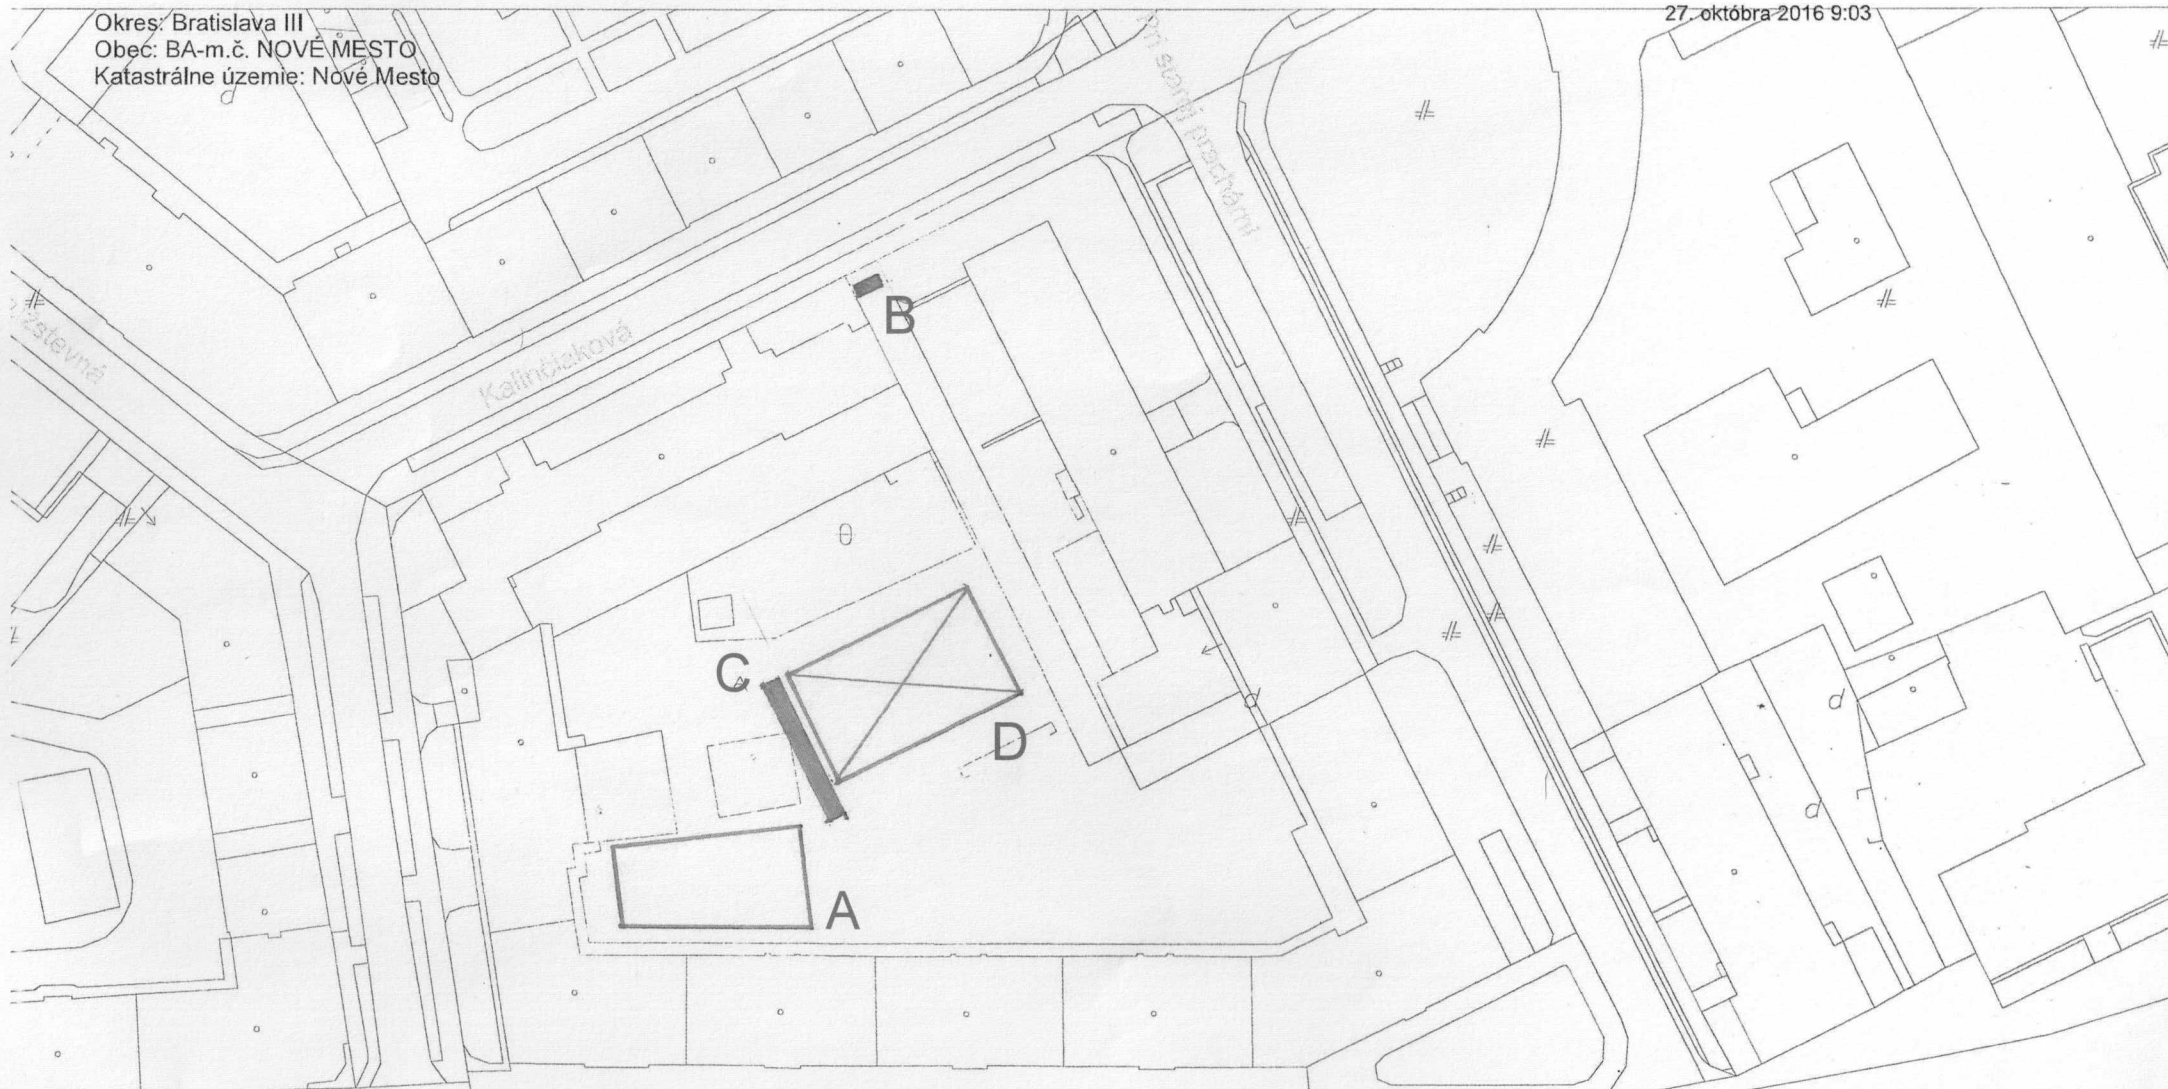 Okres: Bratislava III
Obec: BA-m.č. NOVÉ MESTO
Katastrálne územie: Nové Mesto
27. októbra 2016 9:03
Pri starej prachárni
Kalinčiakova
B
C
D
A